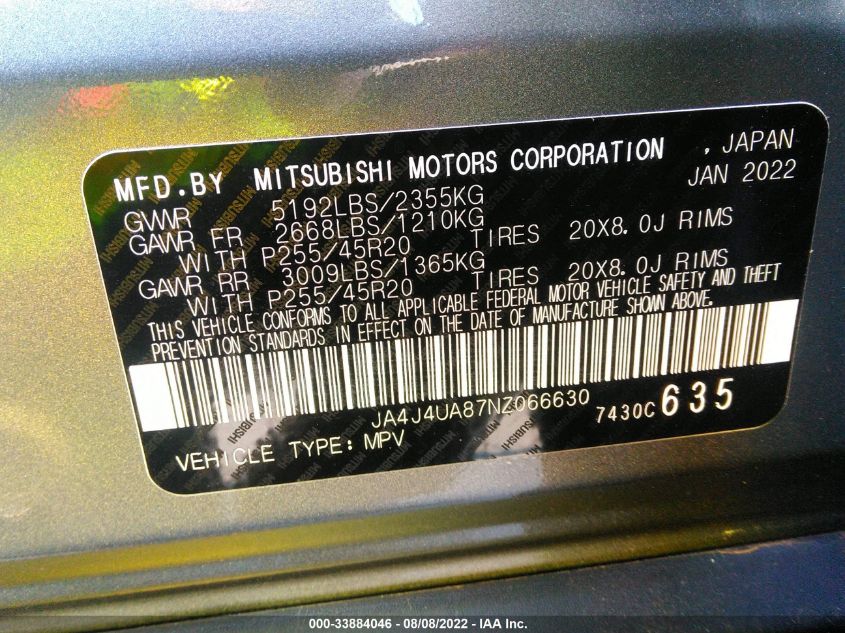 MFD.BY MITSUBISHI MOTORS CORPORATION , JAPAN
JAN 2022
GVWR 5192LBS/2355KG
GAWR FR 2668LBS/1210KG
WITH P255/45R20 TIRES 20X8.0J RIMS
GAWR RR 3009LBS/1365KG
WITH P255/45R20 TIRES 20X8.0J RIMS
THIS VEHICLE CONFORMS TO ALL APPLICABLE FEDERAL MOTOR VEHICLE SAFETY AND THEFT
PREVENTION STANDARDS IN EFFECT ON THE DATE OF MANUFACTURE SHOWN ABOVE.
JA4J4UA87NZ066630 7430C 635
VEHICLE TYPE: MPV
000-33884046 - 08/08/2022 - IAA Inc.